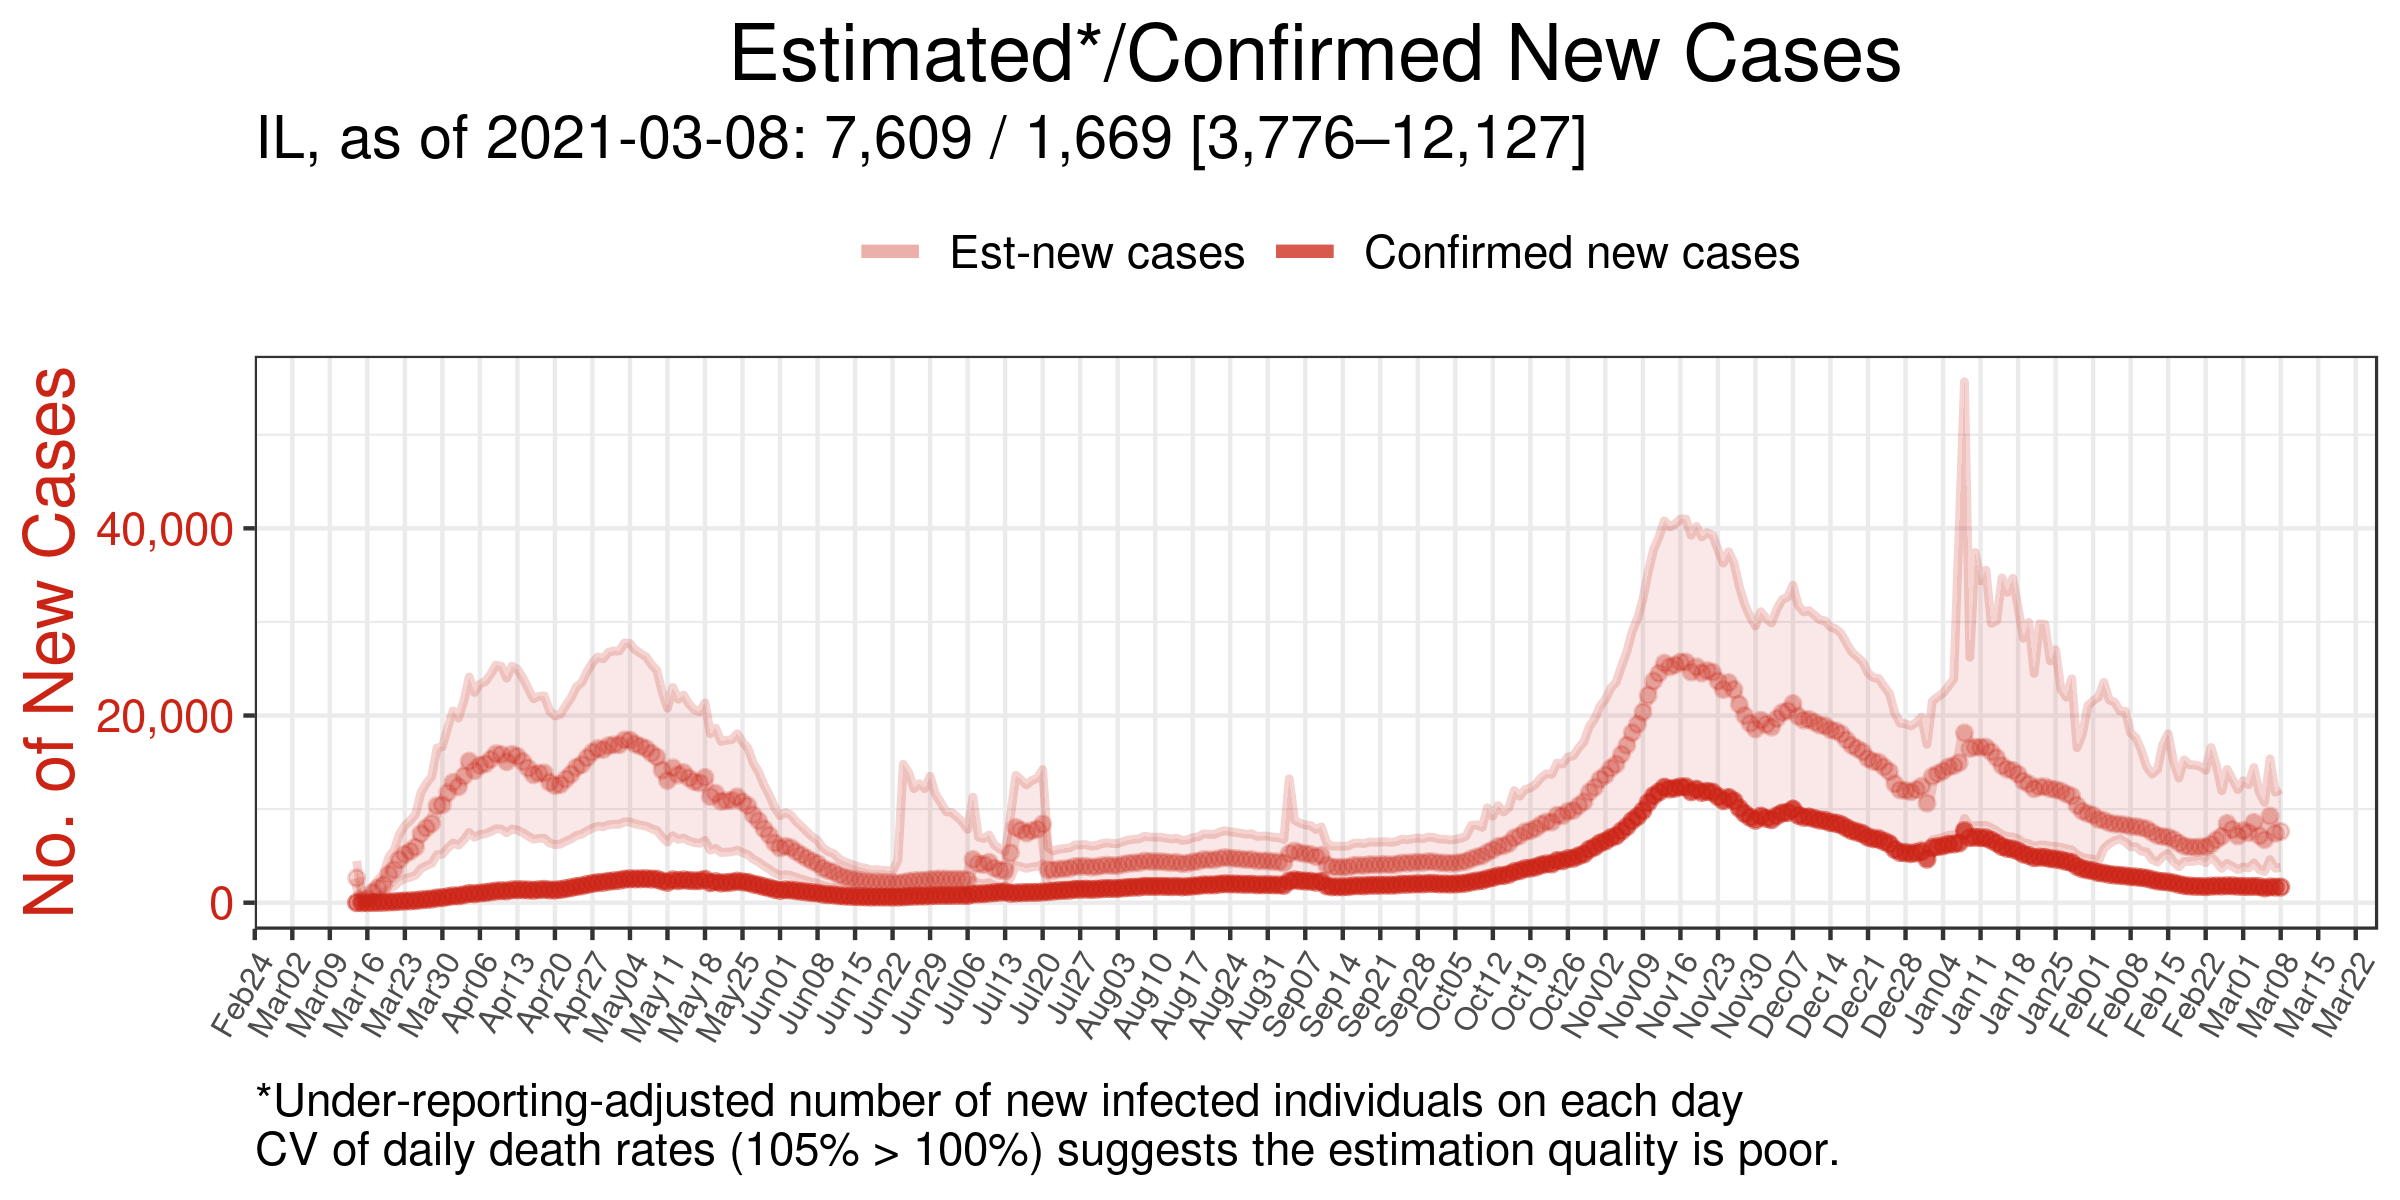 Estimated*/Confirmed New Cases
IL, as of 2021-03-08: 7,609 / 1,669 [3,776–12,127]
Est-new cases
Confirmed new cases
No. of New Cases
40,000
20,000
0
Feb24
Mar02
Mar09
Mar16
Mar23
Mar30
Apr06
Apr13
Apr20
Apr27
May04
May11
May18
May25
Jun01
Jun08
Jun15
Jun22
Jun29
Jul06
Jul13
Jul20
Jul27
Aug03
Aug10
Aug17
Aug24
Aug31
Sep07
Sep14
Sep21
Sep28
Oct05
Oct12
Oct19
Oct26
Nov02
Nov09
Nov16
Nov23
Nov30
Dec07
Dec14
Dec21
Dec28
Jan04
Jan11
Jan18
Jan25
Feb01
Feb08
Feb15
Feb22
Mar01
Mar08
Mar15
Mar22
*Under-reporting-adjusted number of new infected individuals on each day
CV of daily death rates (105% > 100%) suggests the estimation quality is poor.